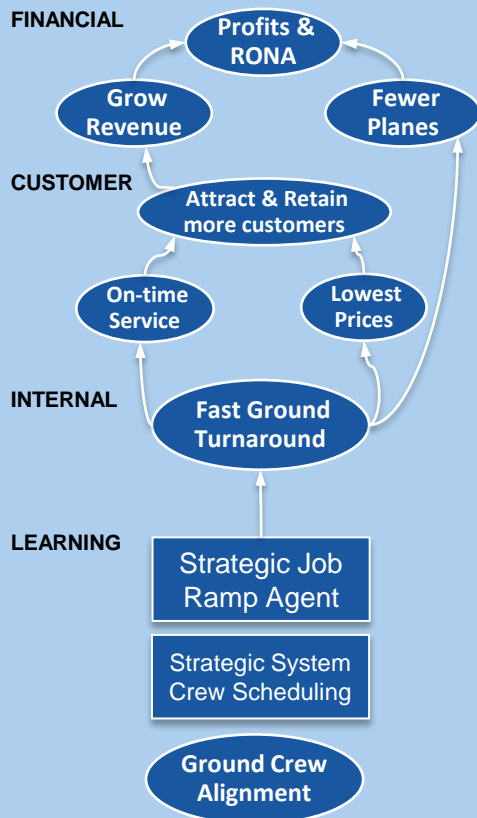 FINANCIAL
Profits &
RONA
Grow
Revenue
Fewer
Planes
CUSTOMER
Attract & Retain
more customers
On-time
Service
Lowest
Prices
INTERNAL
Fast Ground
Turnaround
LEARNING
Strategic Job
Ramp Agent
Strategic System
Crew Scheduling
Ground Crew
Alignment